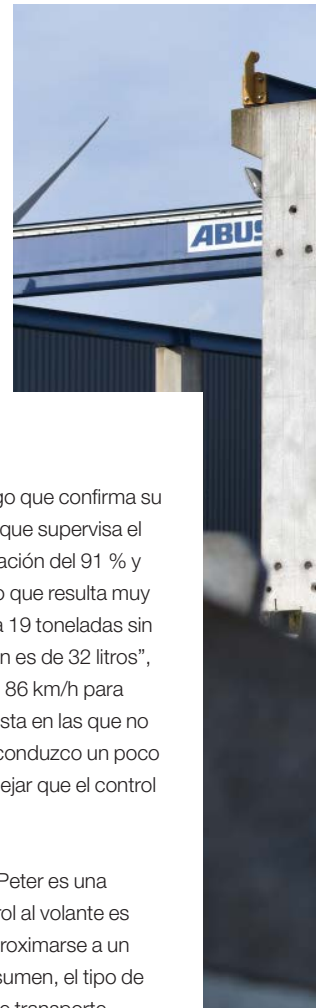 ABUS
go que confirma su
que supervisa el
ación del 91 % y
o que resulta muy
a 19 toneladas sin
n es de 32 litros”,
86 km/h para
sta en las que no
conduzco un poco
ejar que el control
Peter es una
rol al volante es
proximarse a un
sumen, el tipo de
transporte